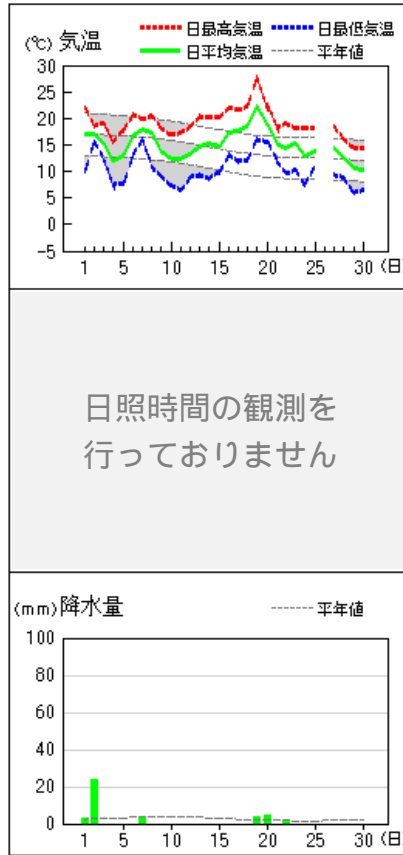 (℃) 気温
日最高気温 日最低気温
日平均気温 平年値
30
25
20
15
10
5
0
-5
1 5 10 15 20 25 30 (日
日照時間の観測を
行っておりません
(mm) 降水量 平年値
100
80
60
40
20
0
1 5 10 15 20 25 30 (日